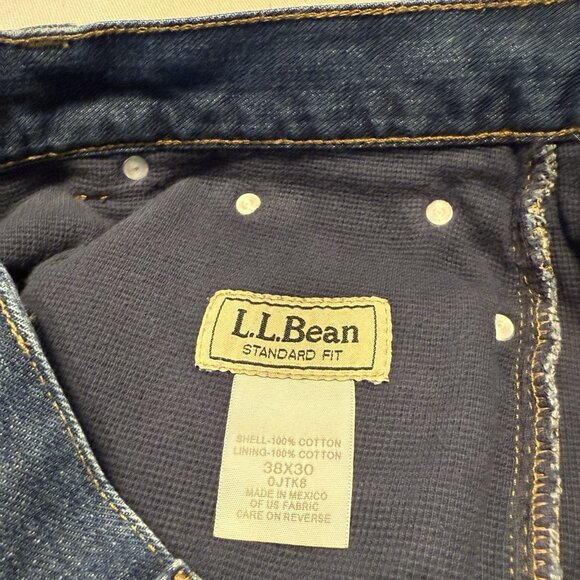 L.L.Bean
STANDARD FIT
SHELL-100% COTTON
LINING-100% COTTON
38X30
0JTK8
MADE IN MEXICO
OF US FABRIC
CARE ON REVERSE